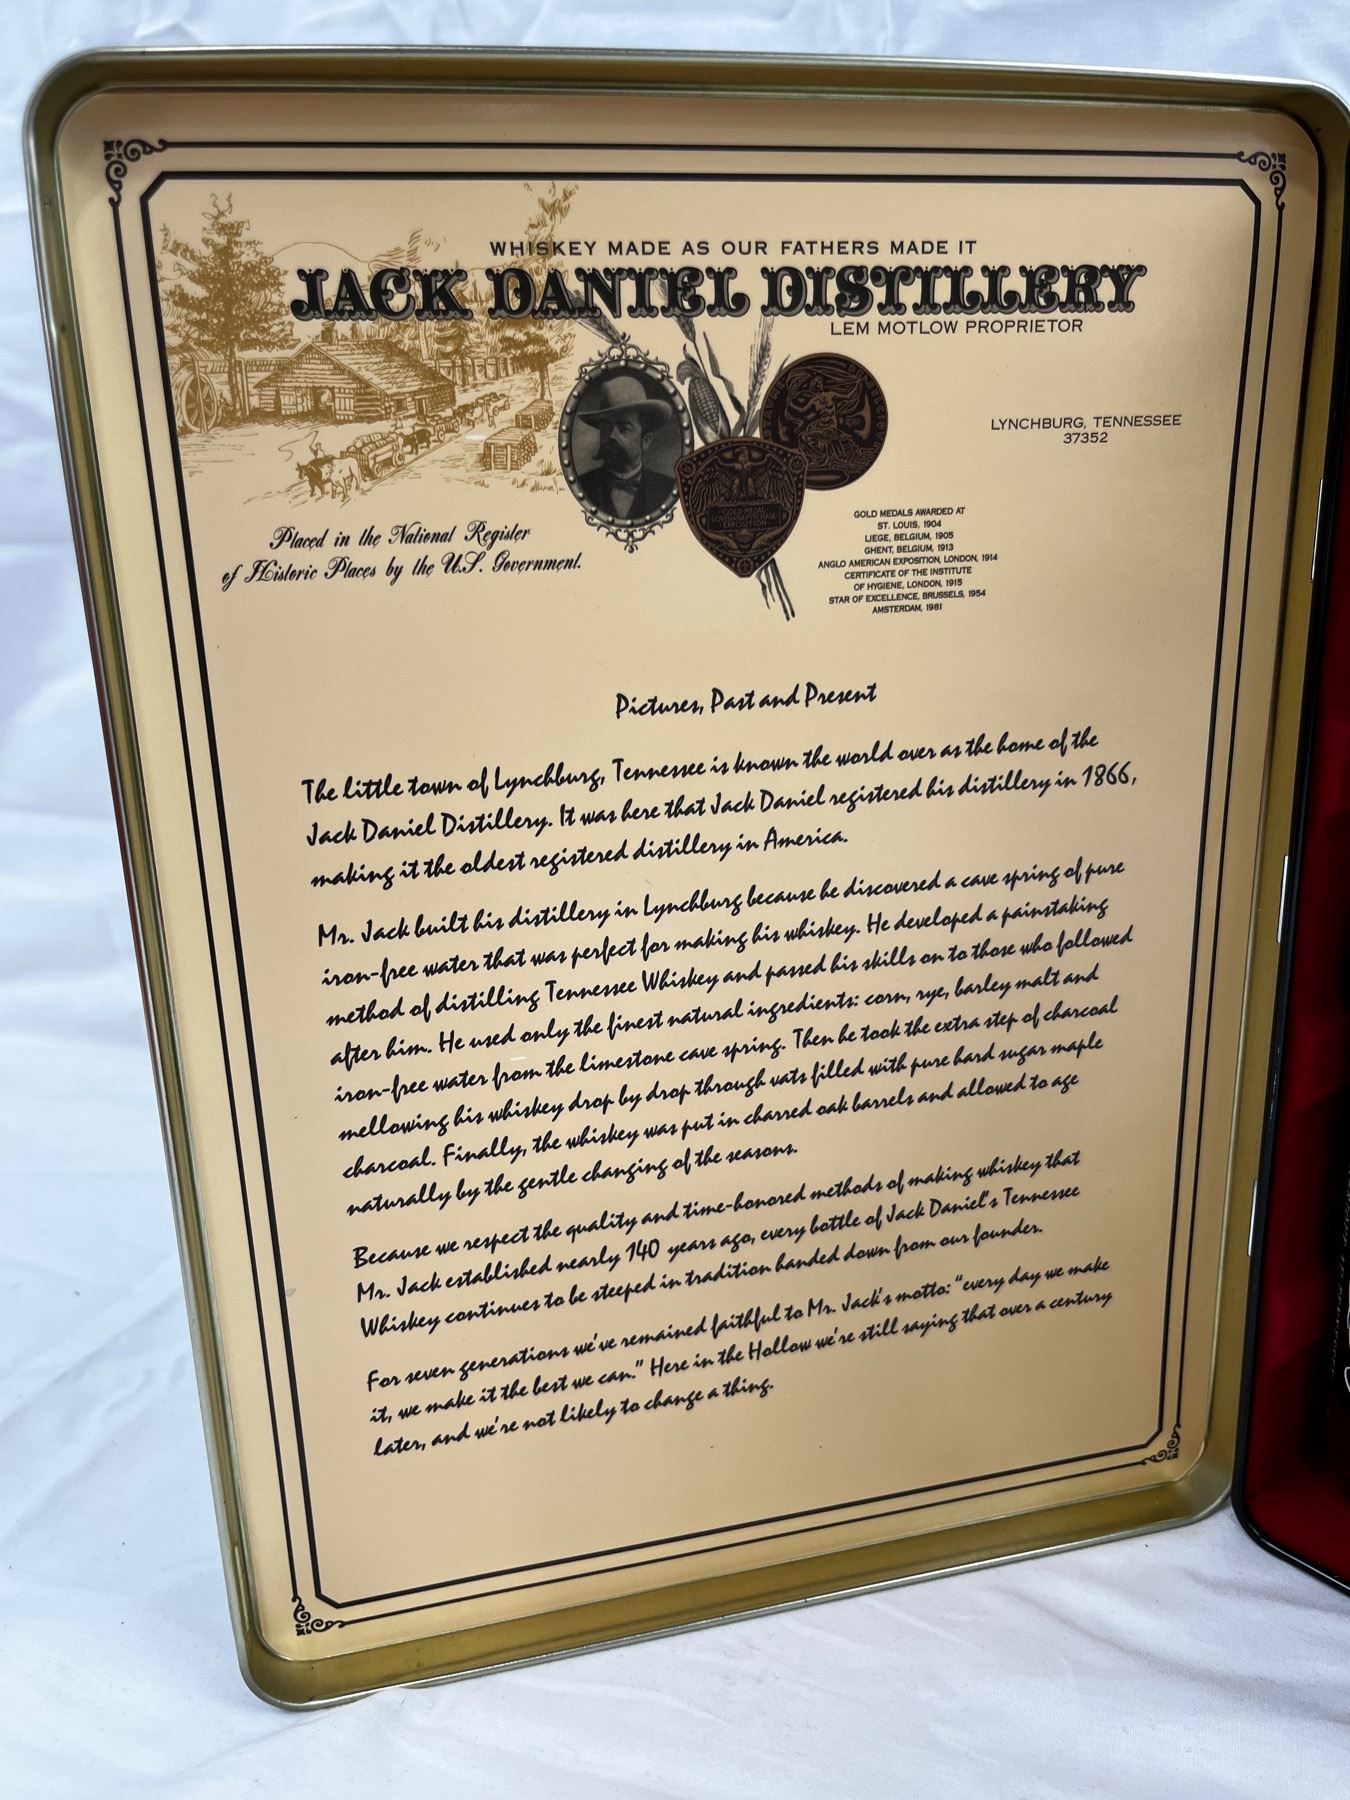 WHISKEY MADE AS OUR FATHERS MADE IT
JACK DANIEL DISTILLERY
LEM MOTLOW PROPRIETOR
LYNCHBURG, TENNESSEE
37352
Placed in the National Register
of Historic Places by the U.S. Government.
GOLD MEDAL
LOUISIANA PURCHASE
EXPOSITION
GOLD MEDALS AWARDED AT
ST. LOUIS, 1904
LIEGE, BELGIUM, 1905
GHENT, BELGIUM, 1913
ANGLO AMERICAN EXPOSITION, LONDON, 1914
CERTIFICATE OF THE INSTITUTE
OF HYGIENE, LONDON, 1915
STAR OF EXCELLENCE, BRUSSELS, 1954
AMSTERDAM, 1981
Pictures, Past and Present
The little town of Lynchburg, Tennessee is known the world over as the home of the
Jack Daniel Distillery. It was here that Jack Daniel registered his distillery in 1866,
making it the oldest registered distillery in America.
Mr. Jack built his distillery in Lynchburg because he discovered a cave spring of pure
iron-free water that was perfect for making his whiskey. He developed a painstaking
method of distilling Tennessee Whiskey and passed his skills on to those who followed
after him. He used only the finest natural ingredients: corn, rye, barley malt and
iron-free water from the limestone cave spring. Then he took the extra step of charcoal
mellowing his whiskey drop by drop through vats filled with pure hard sugar maple
charcoal. Finally, the whiskey was put in charred oak barrels and allowed to age
naturally by the gentle changing of the seasons.
Because we respect the quality and time-honored methods of making whiskey that
Mr. Jack established nearly 140 years ago, every bottle of Jack Daniel's Tennessee
Whiskey continues to be steeped in tradition handed down from our founder.
For seven generations we've remained faithful to Mr. Jack's motto: "every day we make
it, we make it the best we can." Here in the Hollow we're still saying that over a century
later, and we're not likely to change a thing.